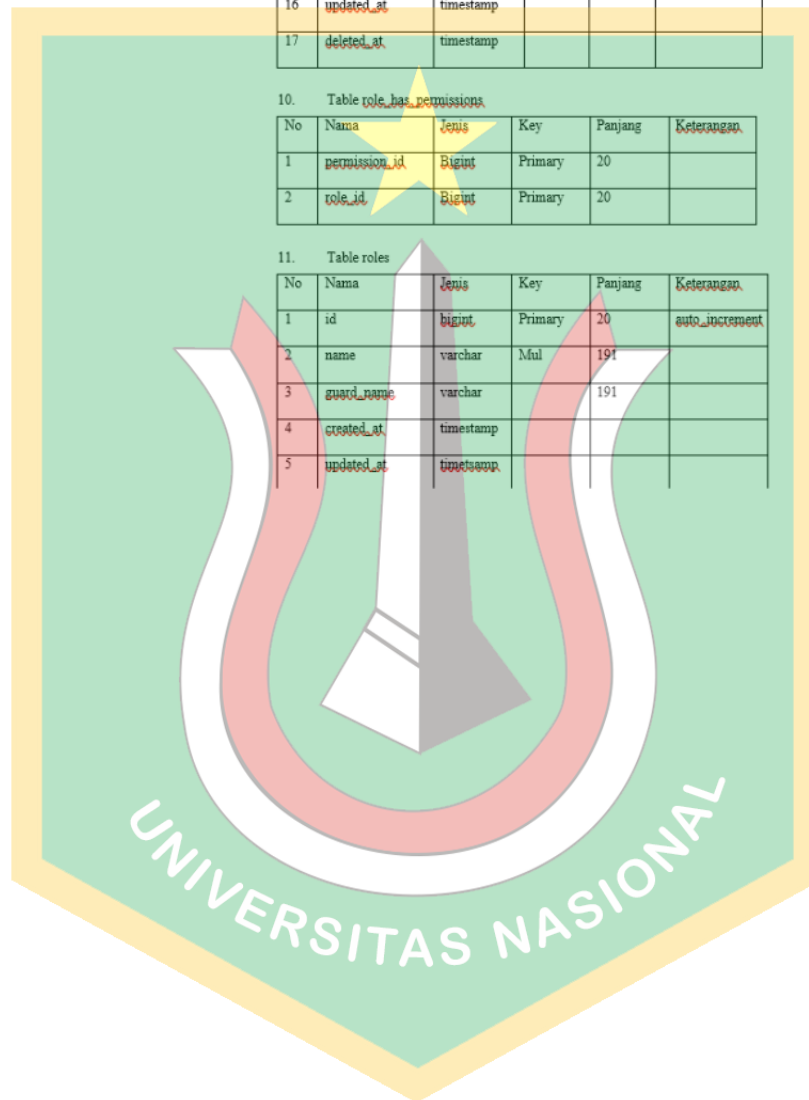 16 updated_at timestamp
17 deleted_at timestamp
10. Table role_has_permissions
No Nama Jenis Key Panjang Keterangan
1 permission_id Bigint Primary 20
2 role_id Bigint Primary 20
11. Table roles
No Nama Jenis Key Panjang Keterangan
1 id bigint Primary 20 auto_increment
2 name varchar Mul 191
3 guard_name varchar 191
4 created_at timestamp
5 updated_at timetsamp
UNIVERSITAS NASIONAL